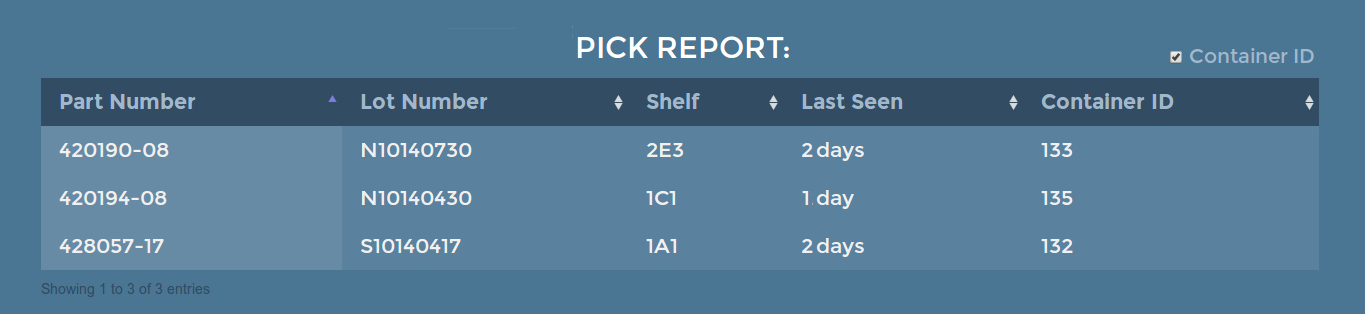 PICK REPORT:
Container ID
Part Number Lot Number Shelf Last Seen Container ID
420190-08 N10140730 2E3 2 days 133
420194-08 N10140430 1C1 1 day 135
428057-17 S10140417 1A1 2 days 132
Showing 1 to 3 of 3 entries